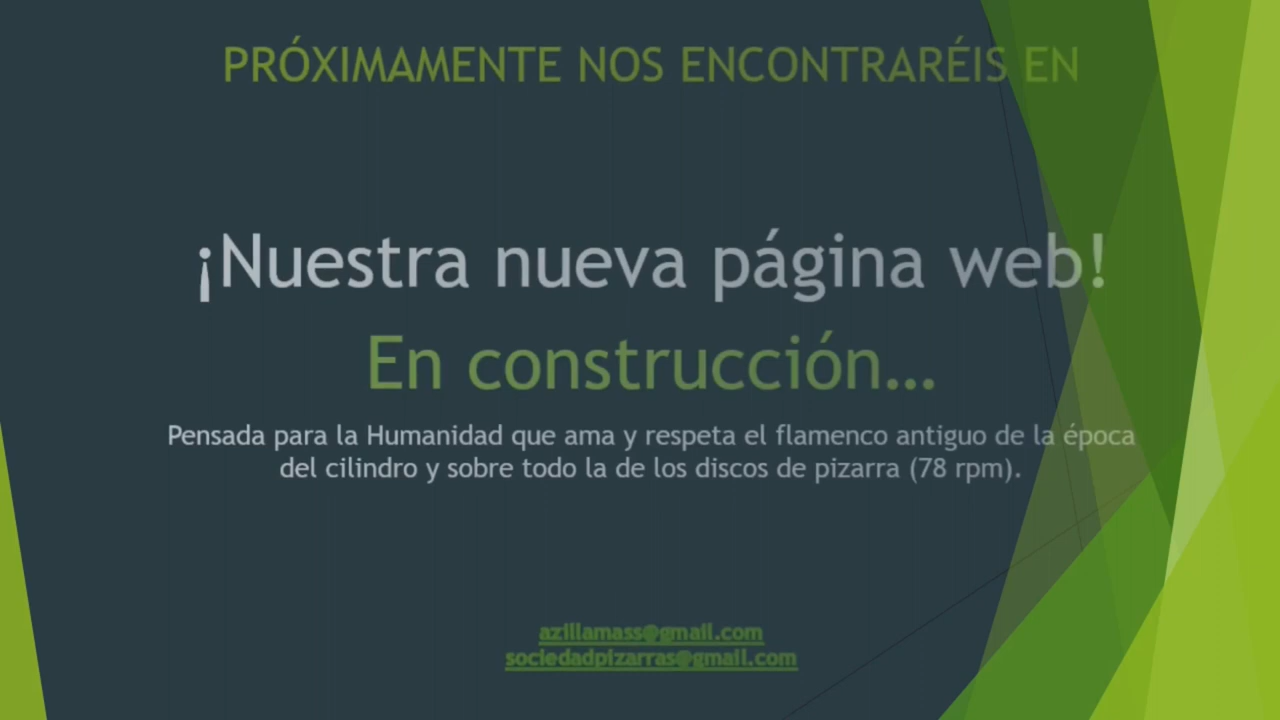 PRÓXIMAMENTE NOS ENCONTRARÉIS EN
¡Nuestra nueva página web!
En construcción…
Pensada para la Humanidad que ama y respeta el flamenco antiguo de la época
del cilindro y sobre todo la de los discos de pizarra (78 rpm).
azillamass@gmail.com
sociedadpizarras@gmail.com